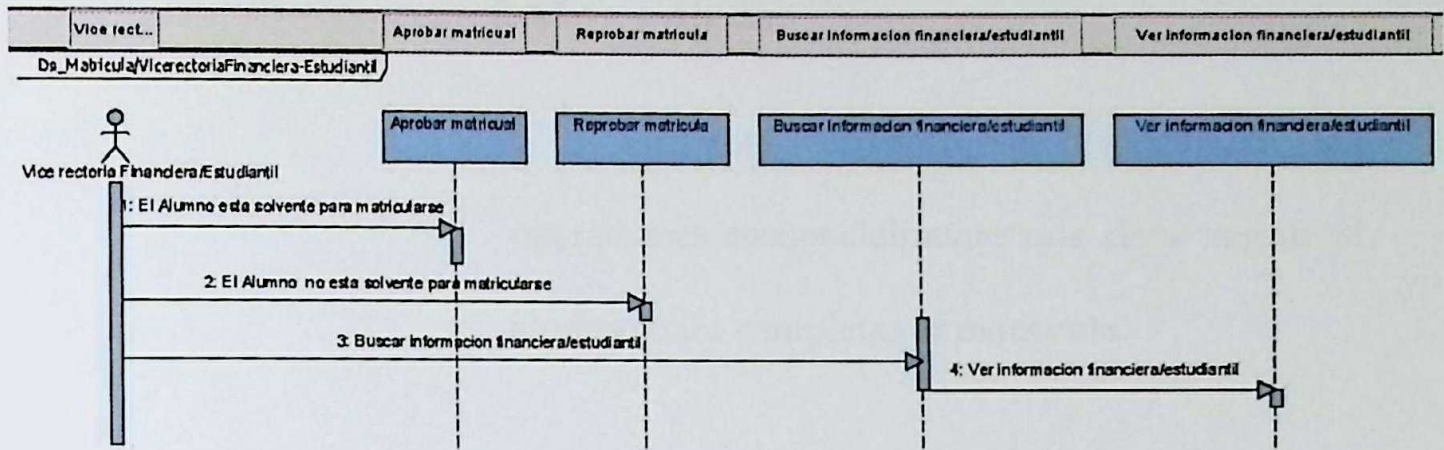 Vice rect...
Aprobar matricual
Reprobar matricula
Buscar informacion financiera/estudiantil
Ver informacion financiera/estudiantil
Ds_Matricula/VicerectoriaFinanciera-Estudiantil
Aprobar matricual
Reprobar matricula
Buscar informacion financiera/estudiantil
Ver informacion financiera/estudiantil
Vice rectoria Financiera/Estudiantil
1: El Alumno esta solvente para matricularse
2: El Alumno no esta solvente para matricularse
3: Buscar informacion financiera/estudiantil
4: Ver informacion financiera/estudiantil